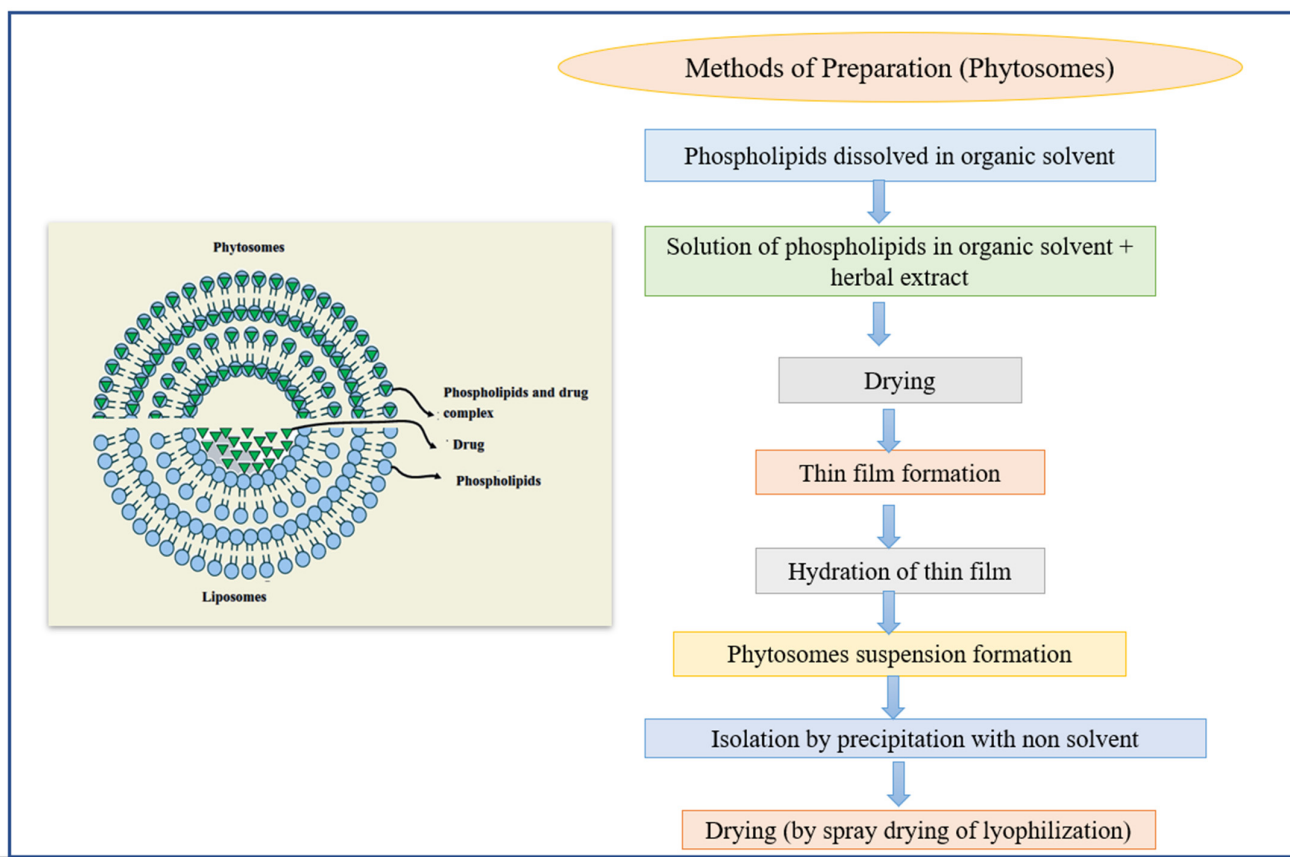 Methods of Preparation (Phytosomes)
Phospholipids dissolved in organic solvent
Solution of phospholipids in organic solvent +
herbal extract
Drying
Thin film formation
Hydration of thin film
Phytosomes suspension formation
Isolation by precipitation with non solvent
Drying (by spray drying of lyophilization)
Phytosomes
Phospholipids and drug
complex
Drug
Phospholipids
Liposomes